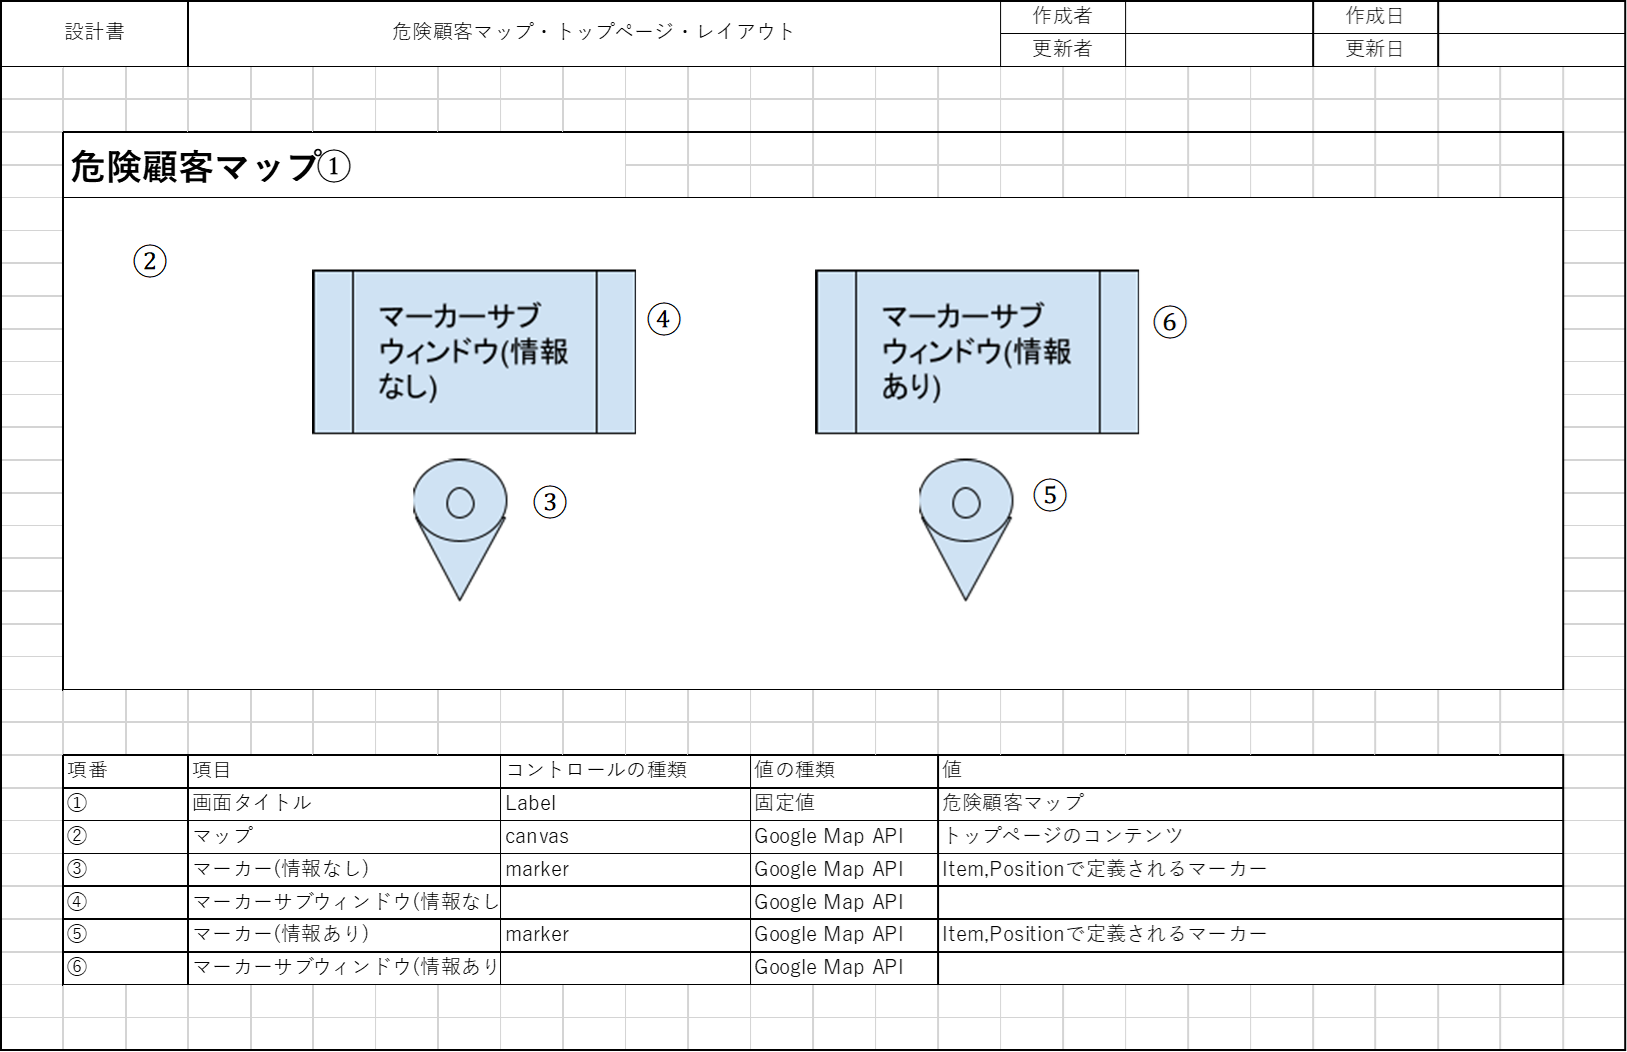 設計書
危険顧客マップ・トップページ・レイアウト
作成者
作成日
更新者
更新日
危険顧客マップ①
②
マーカーサブ
ウィンドウ(情報
なし)
④
マーカーサブ
ウィンドウ(情報
あり)
⑥
③
⑤
項番 項目 コントロールの種類 値の種類 値
① 画面タイトル Label 固定値 危険顧客マップ
② マップ canvas Google Map API トップページのコンテンツ
③ マーカー(情報なし) marker Google Map API Item,Positionで定義されるマーカー
④ マーカーサブウィンドウ(情報なし Google Map API
⑤ マーカー(情報あり) marker Google Map API Item,Positionで定義されるマーカー
⑥ マーカーサブウィンドウ(情報あり Google Map API